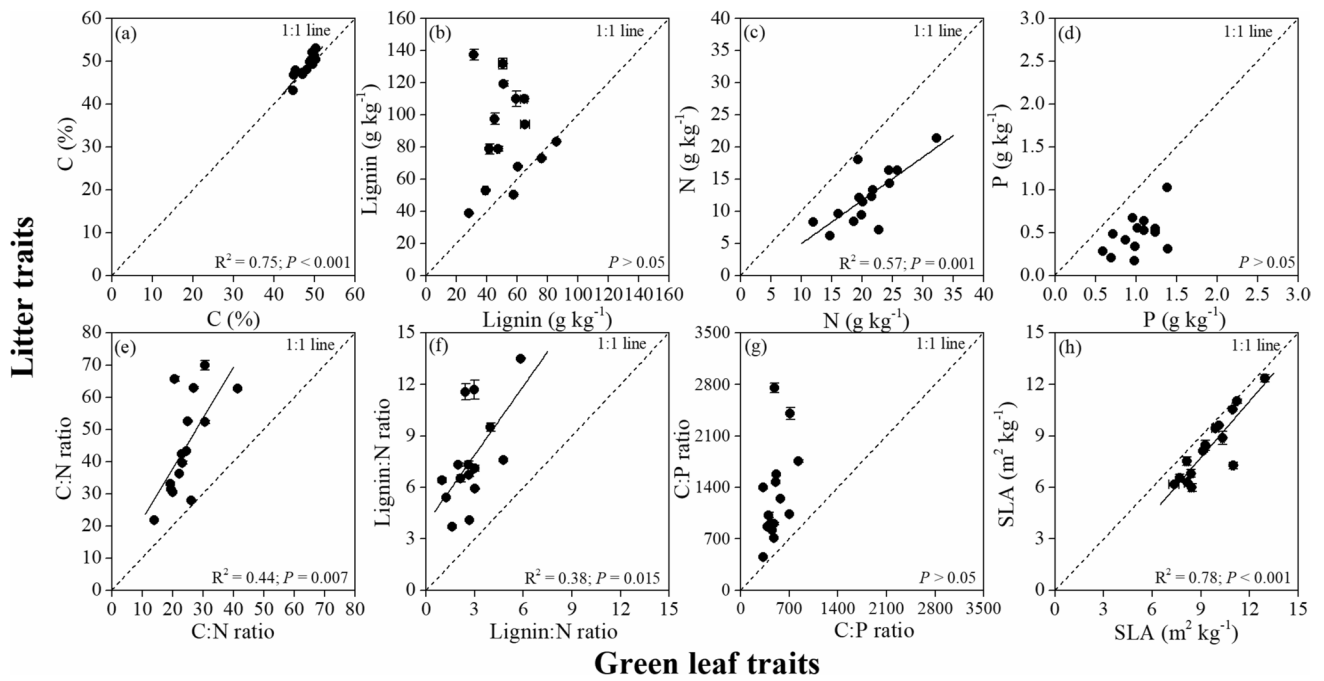 Litter traits
(a)
1:1 line
60
50
40
30
20
10
0
C (%)
R² = 0.75; P < 0.001
0 10 20 30 40 50 60
C (%)
(b)
1:1 line
160
140
120
100
80
60
40
20
0
Lignin (g kg⁻¹)
P > 0.05
0 20 40 60 80 100 120 140 160
Lignin (g kg⁻¹)
(c)
1:1 line
40
35
30
25
20
15
10
5
0
N (g kg⁻¹)
R² = 0.57; P = 0.001
0 5 10 15 20 25 30 35 40
N (g kg⁻¹)
(d)
1:1 line
3.0
2.5
2.0
1.5
1.0
0.5
0.0
P (g kg⁻¹)
P > 0.05
0.0 0.5 1.0 1.5 2.0 2.5 3.0
P (g kg⁻¹)
(e)
1:1 line
80
70
60
50
40
30
20
10
0
C:N ratio
R² = 0.44; P = 0.007
0 10 20 30 40 50 60 70 80
C:N ratio
(f)
1:1 line
15
12
9
6
3
0
Lignin:N ratio
R² = 0.38; P = 0.015
0 3 6 9 12 15
Lignin:N ratio
(g)
1:1 line
3500
2800
2100
1400
700
0
C:P ratio
P > 0.05
0 700 1400 2100 2800 3500
C:P ratio
(h)
1:1 line
15
12
9
6
3
0
SLA (m² kg⁻¹)
R² = 0.78; P < 0.001
0 3 6 9 12 15
SLA (m² kg⁻¹)
Green leaf traits